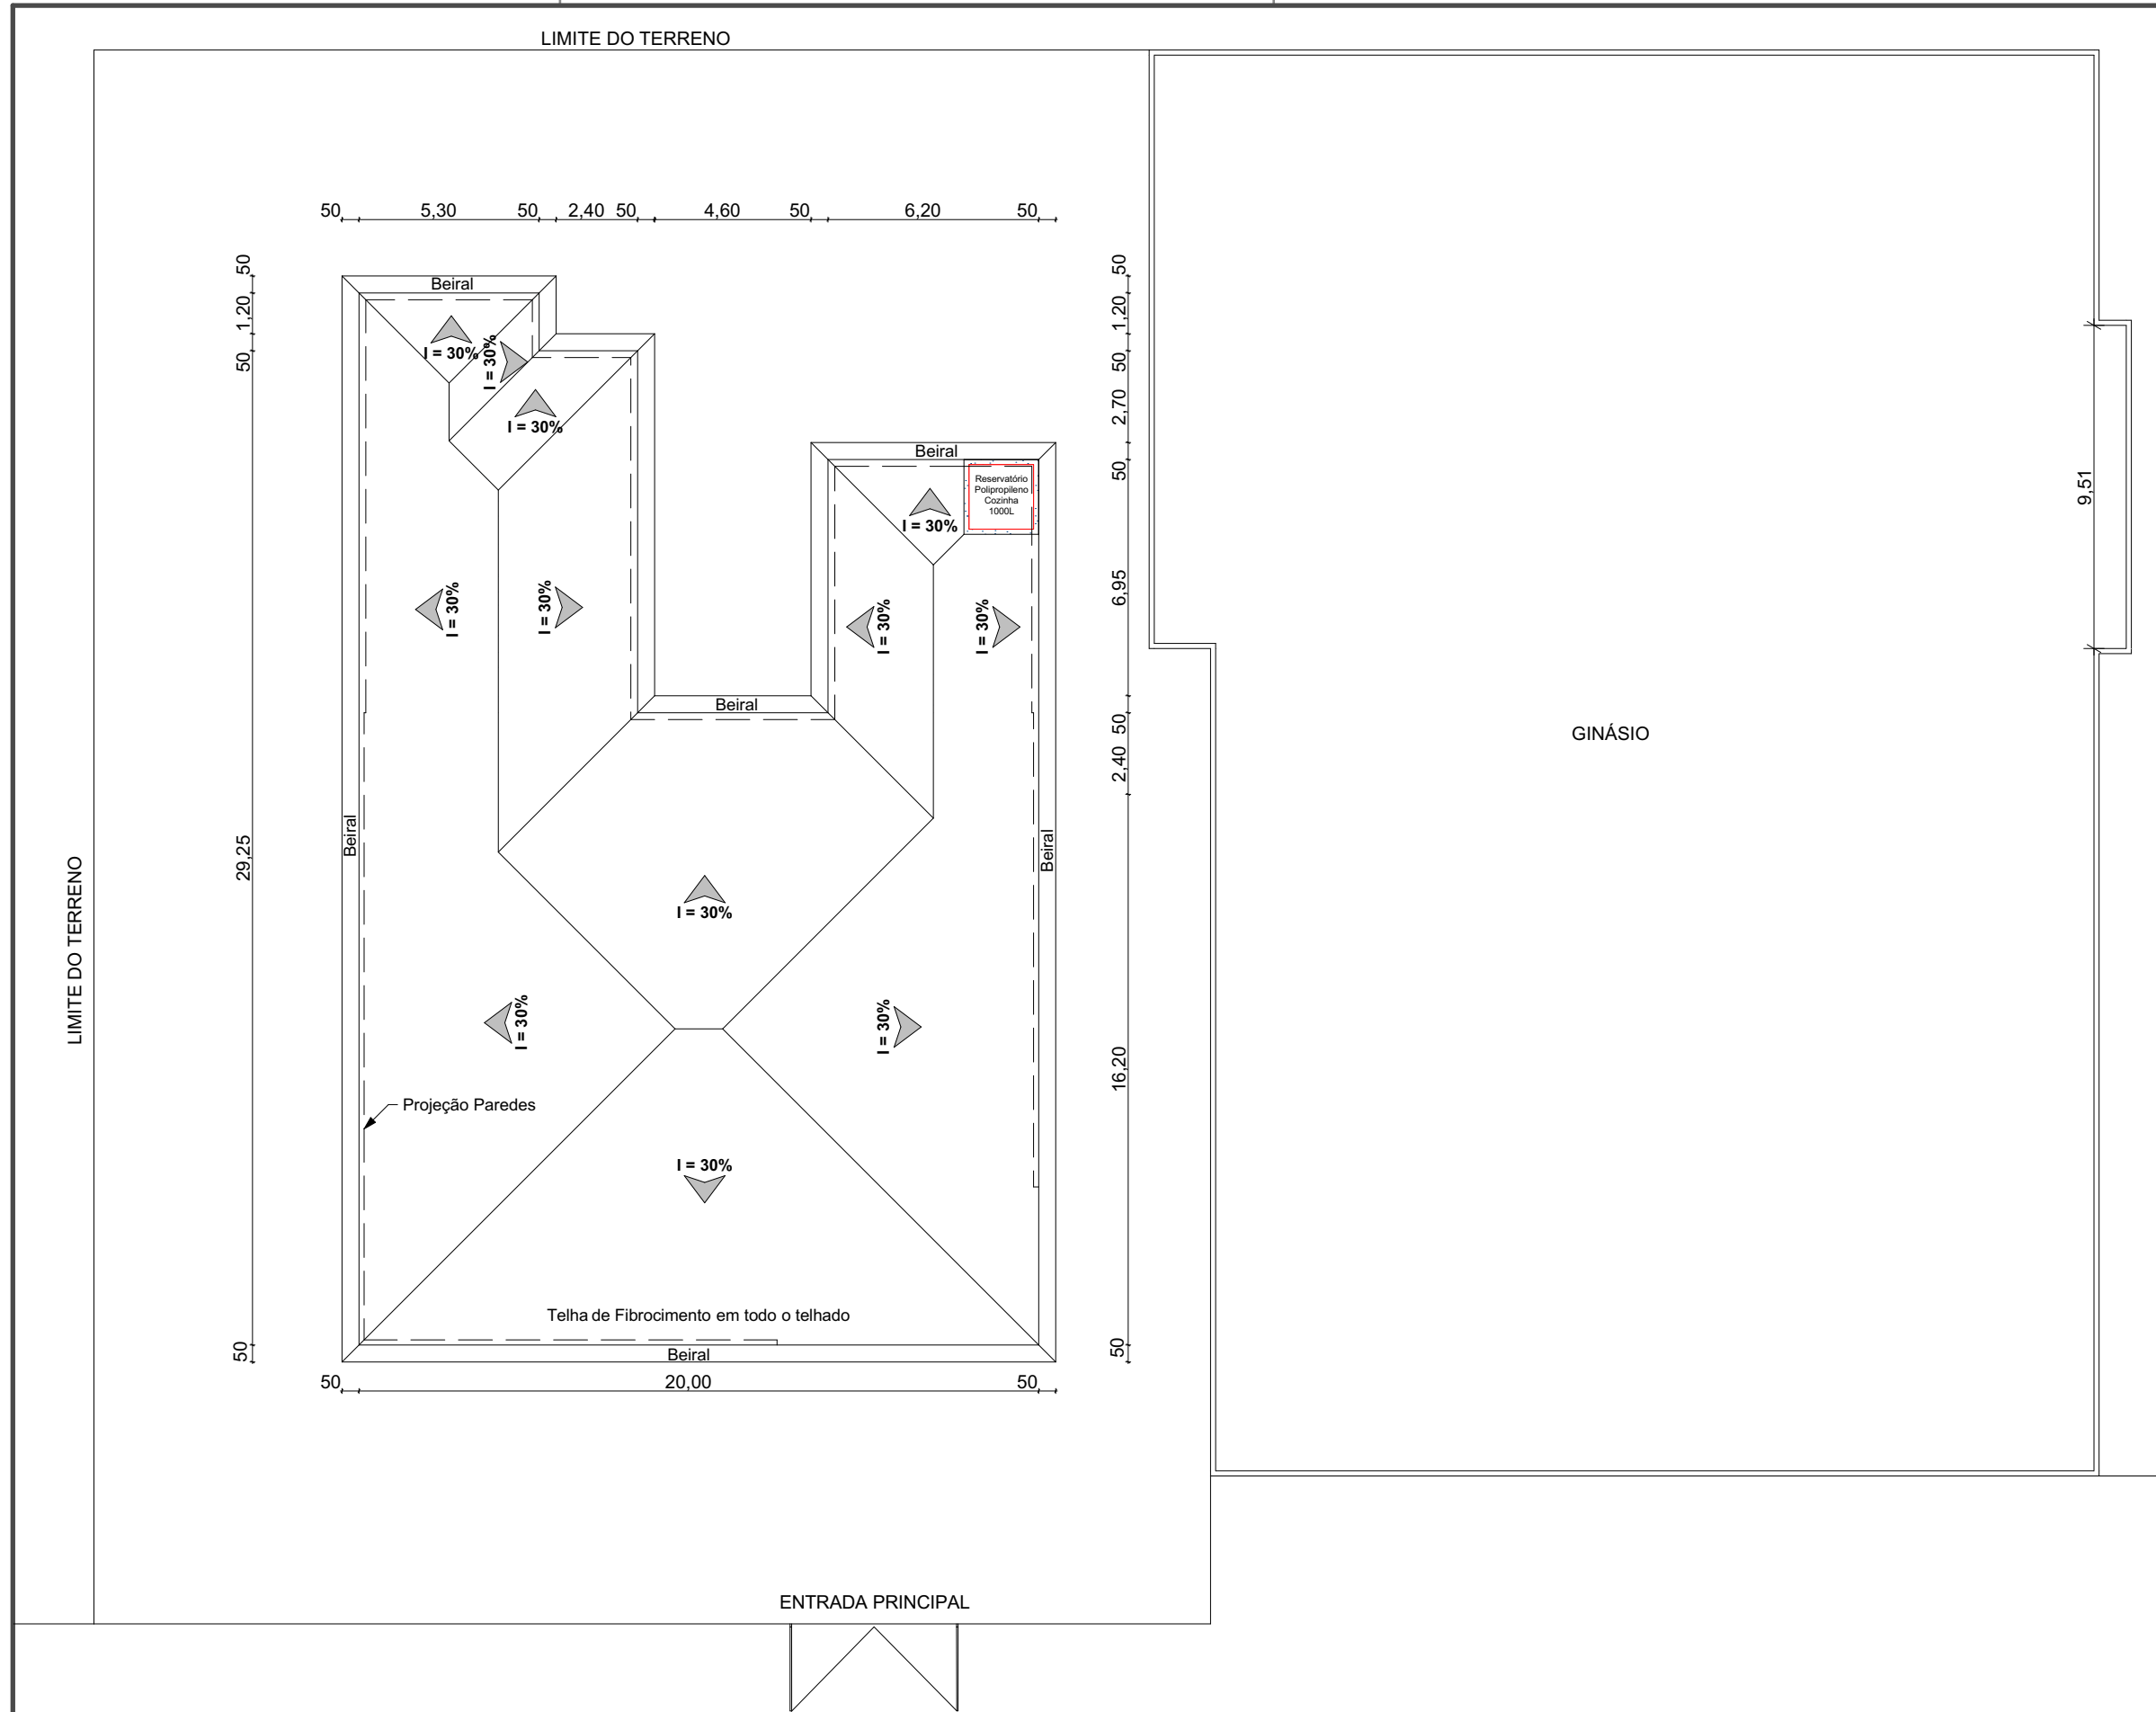 LIMITE DO TERRENO
50 5,30 50 2,40 50 4,60 50 6,20 50
50
1,20
50
29,25
50
50
1,20
50
2,70
50
6,95
50
2,40
16,20
50
Beiral
I = 30%
I = 30%
I = 30%
Beiral
Reservatório
Polipropileno
Cozinha
1000L
I = 30%
9,51
I = 30%
I = 30%
I = 30%
I = 30%
Beiral
GINÁSIO
Beiral
Beiral
LIMITE DO TERRENO
I = 30%
I = 30%
I = 30%
Projeção Paredes
I = 30%
Telha de Fibrocimento em todo o telhado
Beiral
50 20,00 50
ENTRADA PRINCIPAL